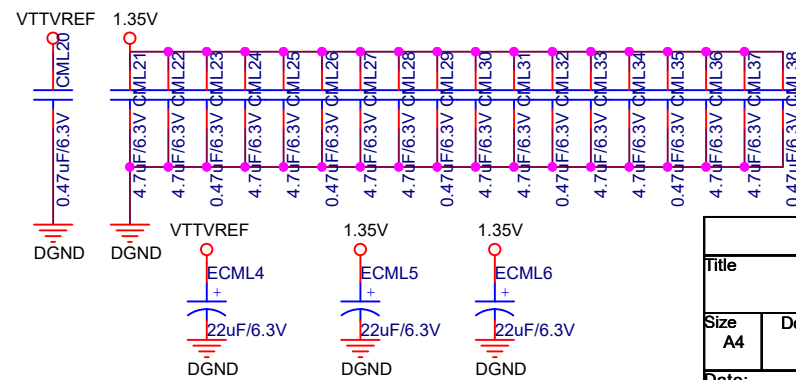 VTTVREF
1.35V
0.47uF/6.3V CML20
4.7uF/6.3V CML21
4.7uF/6.3V CML22
0.47uF/6.3V CML23
4.7uF/6.3V CML24
4.7uF/6.3V CML25
0.47uF/6.3V CML26
4.7uF/6.3V CML27
4.7uF/6.3V CML28
0.47uF/6.3V CML29
4.7uF/6.3V CML30
4.7uF/6.3V CML31
0.47uF/6.3V CML32
4.7uF/6.3V CML33
4.7uF/6.3V CML34
0.47uF/6.3V CML35
4.7uF/6.3V CML36
4.7uF/6.3V CML37
0.47uF/6.3V CML38
DGND
DGND
VTTVREF
ECML4
+
22uF/6.3V
DGND
1.35V
ECML5
+
22uF/6.3V
DGND
1.35V
ECML6
+
22uF/6.3V
DGND
Title
Size
A4
Date: